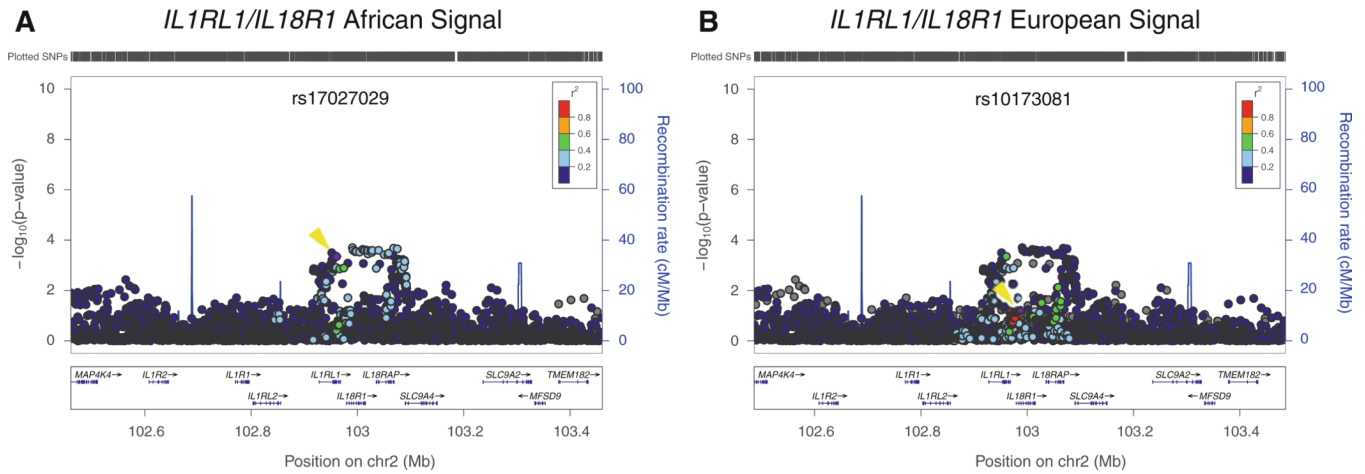 A IL1RL1/IL18R1 African Signal
Plotted SNPs
rs17027029
r²
0.8
0.6
0.4
0.2
10
8
6
4
2
0
−log10(p−value)
100
80
60
40
20
0
Recombination rate (cM/Mb)
MAP4K4→ IL1R2→ IL1R1→ IL1RL1→ IL18RAP→ SLC9A2→ TMEM182→
IL1RL2→ IL18R1→ SLC9A4→ ←MFSD9
102.6 102.8 103 103.2 103.4
Position on chr2 (Mb)
B IL1RL1/IL18R1 European Signal
Plotted SNPs
rs10173081
r²
0.8
0.6
0.4
0.2
10
8
6
4
2
0
−log10(p−value)
100
80
60
40
20
0
Recombination rate (cM/Mb)
MAP4K4→ IL1R1→ IL1RL1→ IL18RAP→ SLC9A2→ TMEM182→
IL1R2→ IL1RL2→ IL18R1→ SLC9A4→ ←MFSD9
102.6 102.8 103 103.2 103.4
Position on chr2 (Mb)